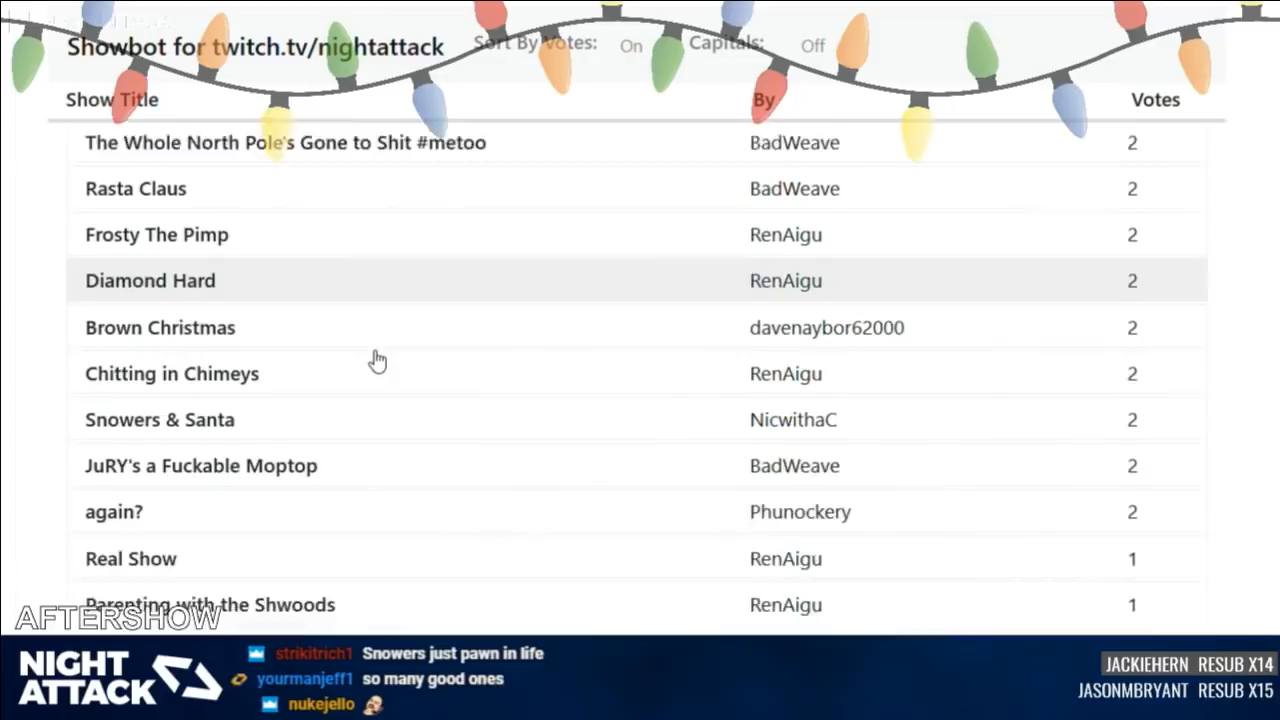 Showbot for twitch.tv/nightattack Sort By Votes: On Capitals: Off
Show Title By Votes
The Whole North Pole's Gone to Shit #metoo BadWeave 2
Rasta Claus BadWeave 2
Frosty The Pimp RenAigu 2
Diamond Hard RenAigu 2
Brown Christmas davenaybor62000 2
Chitting in Chimeys RenAigu 2
Snowers & Santa NicwithaC 2
JuRY's a Fuckable Moptop BadWeave 2
again? Phunockery 2
Real Show RenAigu 1
Parenting with the Shwoods RenAigu 1
AFTERSHOW
NIGHT ATTACK
strikitrich1 Snowers just pawn in life
yourmanjeff1 so many good ones
nukejello
JACKIEHERN RESUB X14
JASONMBRYANT RESUB X15